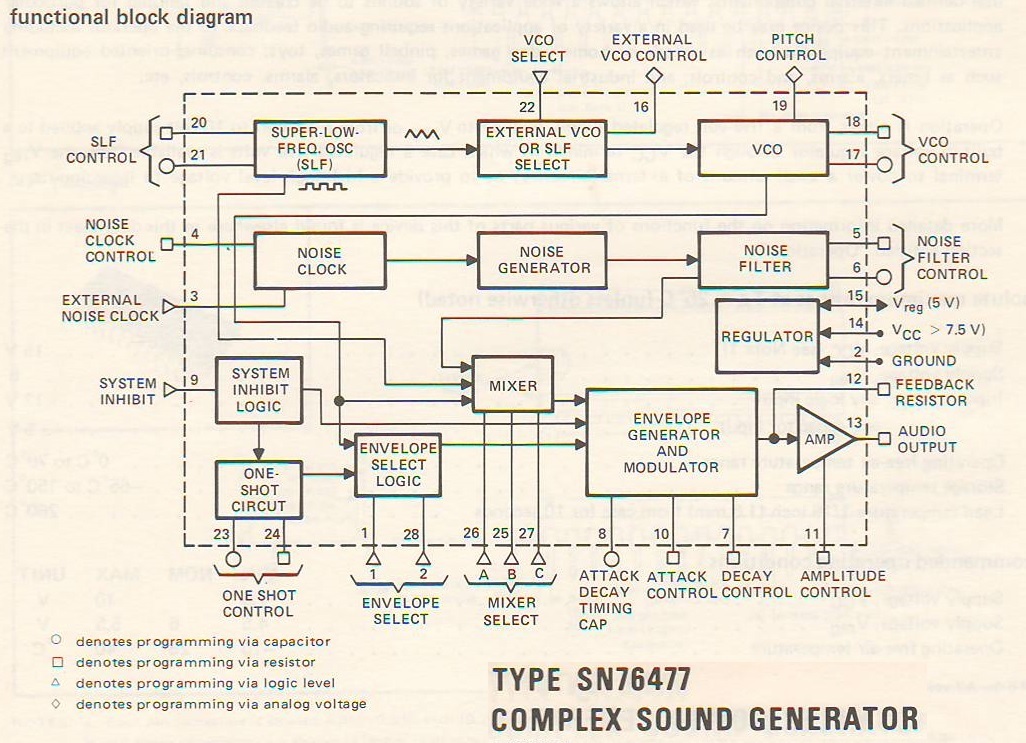 functional block diagram
VCO
SELECT
EXTERNAL
VCO CONTROL
PITCH
CONTROL
22
16
19
20
SLF
CONTROL
21
SUPER-LOW-
FREQ. OSC
(SLF)
EXTERNAL VCO
OR SLF
SELECT
VCO
18
17
VCO
CONTROL
NOISE
CLOCK
CONTROL
4
NOISE
CLOCK
NOISE
GENERATOR
NOISE
FILTER
5
6
NOISE
FILTER
CONTROL
EXTERNAL
NOISE CLOCK
3
REGULATOR
15
Vreg (5 V)
14
VCC > 7.5 V)
2
GROUND
SYSTEM
INHIBIT
9
SYSTEM
INHIBIT
LOGIC
MIXER
12
FEEDBACK
RESISTOR
ENVELOPE
SELECT
LOGIC
ENVELOPE
GENERATOR
AND
MODULATOR
AMP
13
AUDIO
OUTPUT
ONE-
SHOT
CIRCUT
23
24
1
28
26
25
27
8
10
7
11
1
2
A
B
C
ONE SHOT
CONTROL
ENVELOPE
SELECT
MIXER
SELECT
ATTACK
DECAY
TIMING
CAP
ATTACK
CONTROL
DECAY
CONTROL
AMPLITUDE
CONTROL
denotes programming via capacitor
denotes programming via resistor
denotes programming via logic level
denotes programming via analog voltage
TYPE SN76477
COMPLEX SOUND GENERATOR